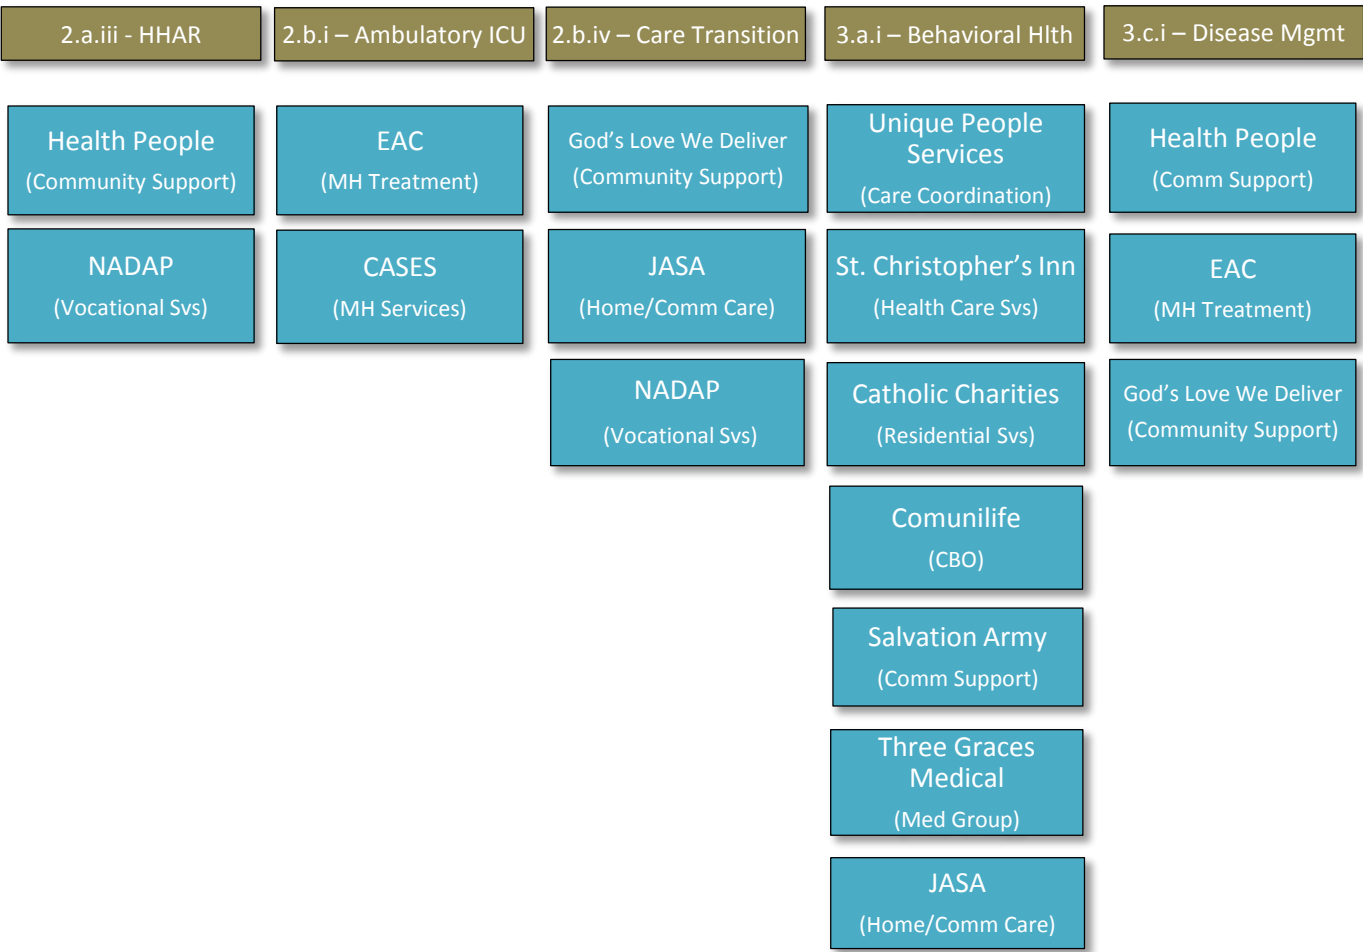 2.a.iii - HHAR
2.b.i – Ambulatory ICU
2.b.iv – Care Transition
3.a.i – Behavioral Hlth
3.c.i – Disease Mgmt
Health People
(Community Support)
NADAP
(Vocational Svs)
EAC
(MH Treatment)
CASES
(MH Services)
God's Love We Deliver
(Community Support)
JASA
(Home/Comm Care)
NADAP
(Vocational Svs)
Unique People
Services
(Care Coordination)
St. Christopher's Inn
(Health Care Svs)
Catholic Charities
(Residential Svs)
Comunilife
(CBO)
Salvation Army
(Comm Support)
Three Graces
Medical
(Med Group)
JASA
(Home/Comm Care)
Health People
(Comm Support)
EAC
(MH Treatment)
God's Love We Deliver
(Community Support)